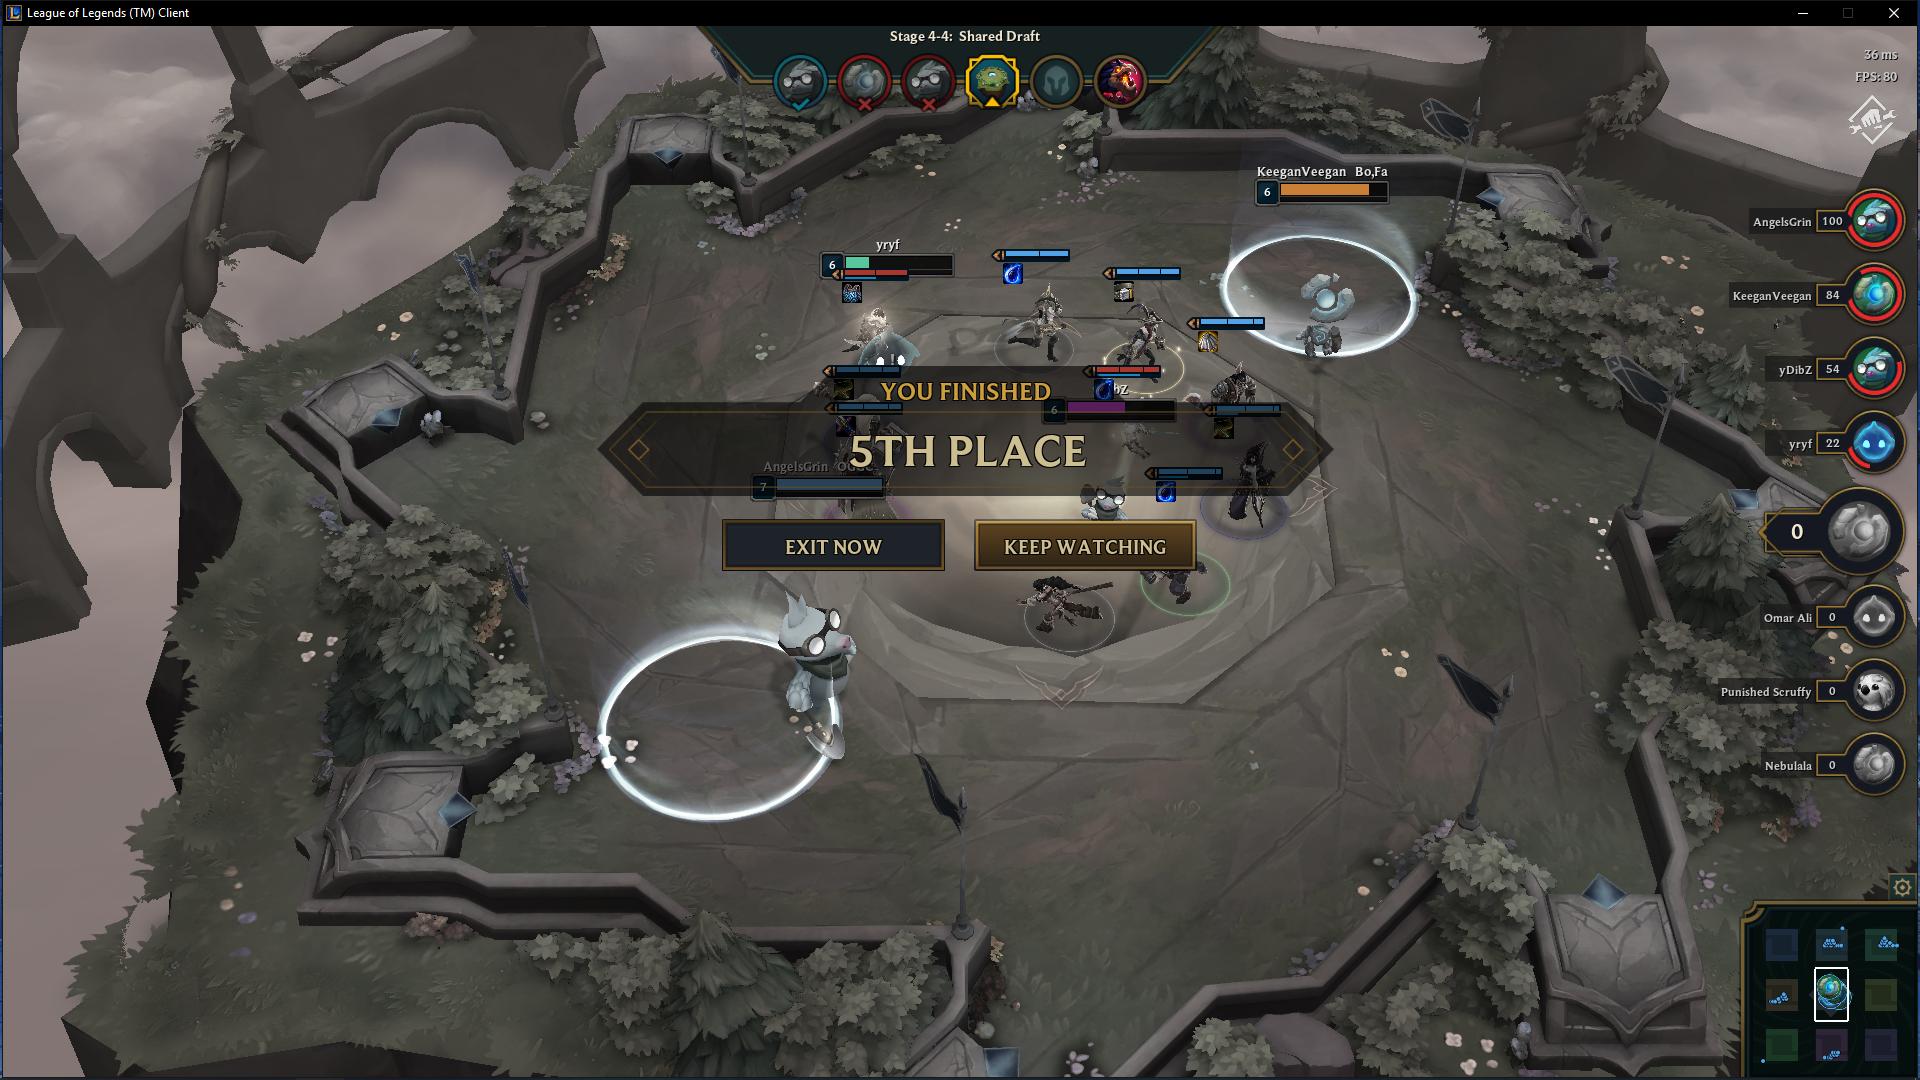 League of Legends (TM) Client
Stage 4-4: Shared Draft
36 ms
FPS: 80
KeeganVeegan Bo,Fa
6
yryf
6
AngelsGrin 100
KeeganVeegan 84
yDibZ 54
yryf 22
0
Omar Ali 0
Punished Scruffy 0
Nebulala 0
YOU FINISHED
bZ
6
5TH PLACE
AngelsGrin
7
EXIT NOW
KEEP WATCHING